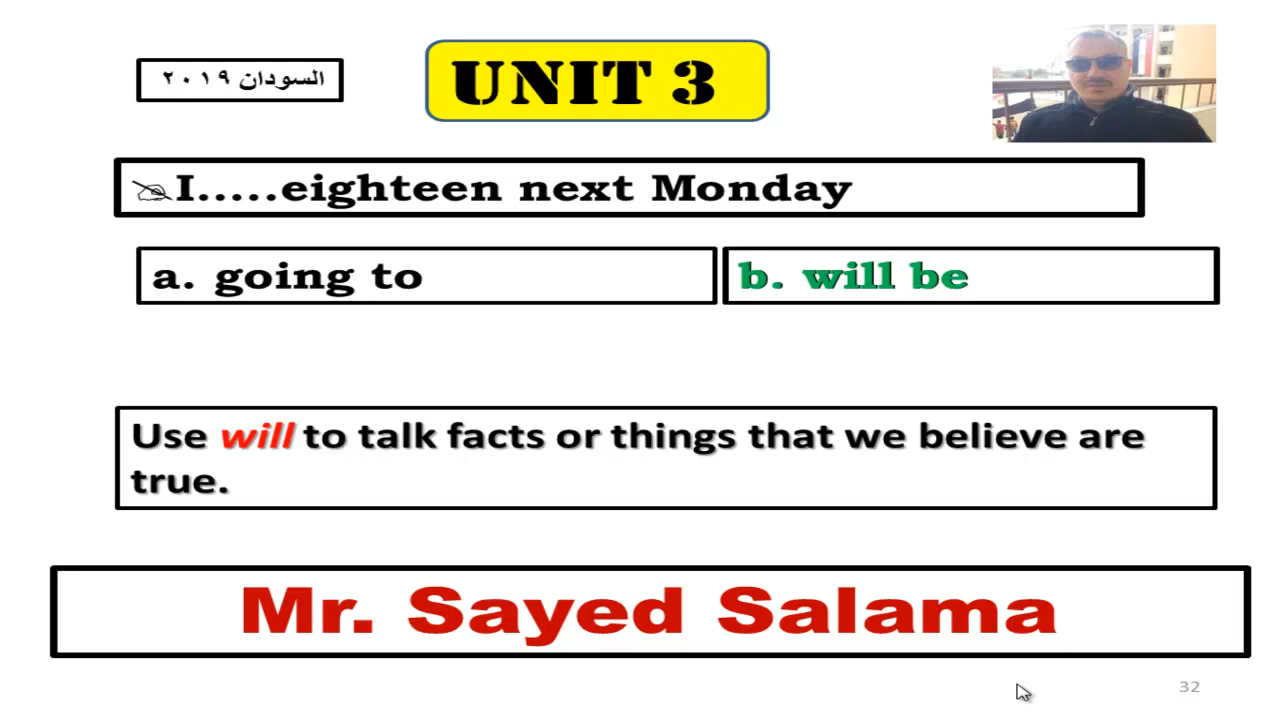 السودان ٢٠١٩
UNIT 3
I.....eighteen next Monday
a. going to
b. will be
Use will to talk facts or things that we believe are
true.
Mr. Sayed Salama
32